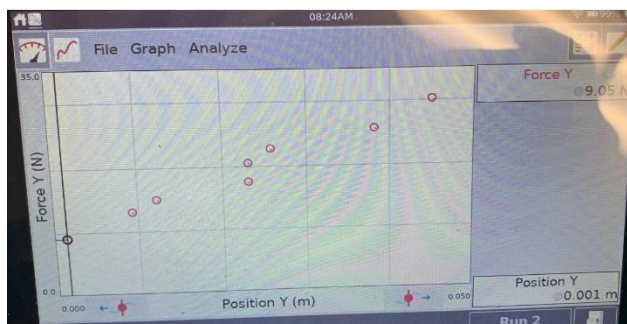 08:24AM
99%
File Graph Analyze
Force Y
9.05 N
35.0
Force Y (N)
0.0
0.000
Position Y (m)
0.050
Position Y
0.001 m
Run 2